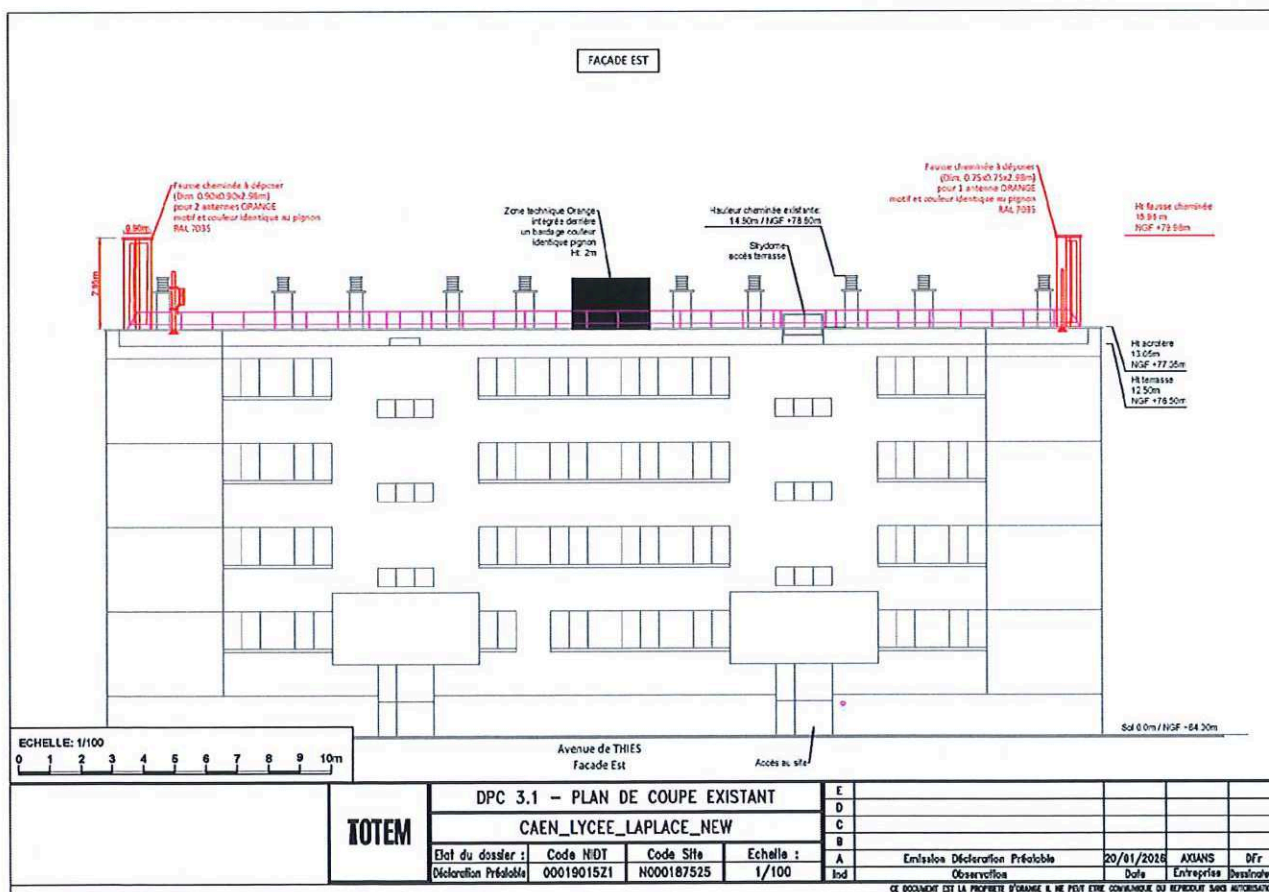 FAÇADE EST
Fausse cheminée à déposer
(Dim. 0.90x0.90x2.98m)
pour 2 antennes ORANGE
motif et couleur identique au pignon
RAL 7035
0.90m
Zone technique Orange
intégrée derrière
un bardage couleur
identique pignon
Ht: 2m
Hauteur cheminée existante:
14.50m / NGF +78.80m
Skydome
accès terrasse
Fausse cheminée à déposer
(Dim. 0.75x0.75x2.98m)
pour 1 antenne ORANGE
motif et couleur identique au pignon
RAL 7035
Ht fausse cheminée
NGF +79.98m
Ht acrotère
13.05m
NGF +77.35m
Ht terrasse
12.50m
NGF +76.50m
Sol 0.0m / NGF +64.30m
ECHELLE: 1/100
0 1 2 3 4 5 6 7 8 9 10m
Avenue de THIES
Facade Est
Accès au site
TOTEM
DPC 3.1 – PLAN DE COUPE EXISTANT
CAEN_LYCEE_LAPLACE_NEW
Etat du dossier : Code NIDT Code Site Echelle :
Déclaration Préalable 00019015Z1 N000187525 1/100
E
D
C
B
A Emission Déclaration Préalable 20/01/2026 AXIANS DFr
Ind Observation Date Entreprise Dessinate
CE DOCUMENT EST LA PROPRIETE D'ORANGE IL NE PEUT ETRE COMMUNIQUE OU REPRODUIT SANS AUTORISATI